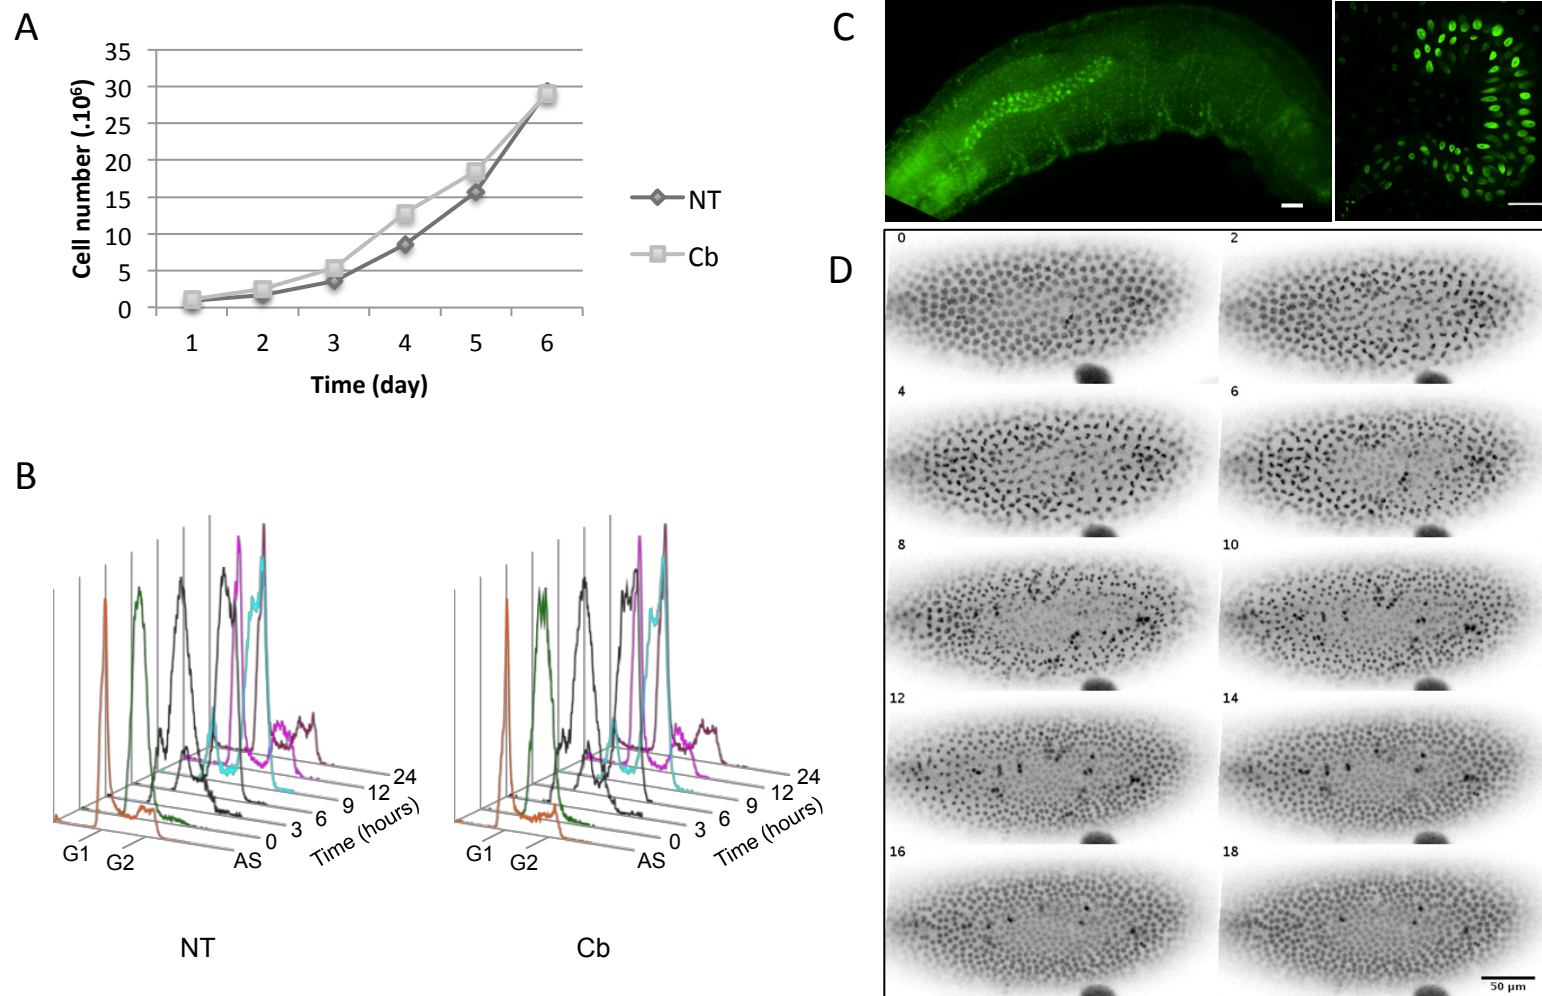 A
35
30
25
20
15
10
5
0
Cell number (.10⁶)
1 2 3 4 5 6
Time (day)
NT
Cb
B
24
12
9
6
3
0
AS
Time (hours)
G1
G2
NT
24
12
9
6
3
0
AS
Time (hours)
G1
G2
Cb
C
D
0 2
4 6
8 10
12 14
16 18
50 µm